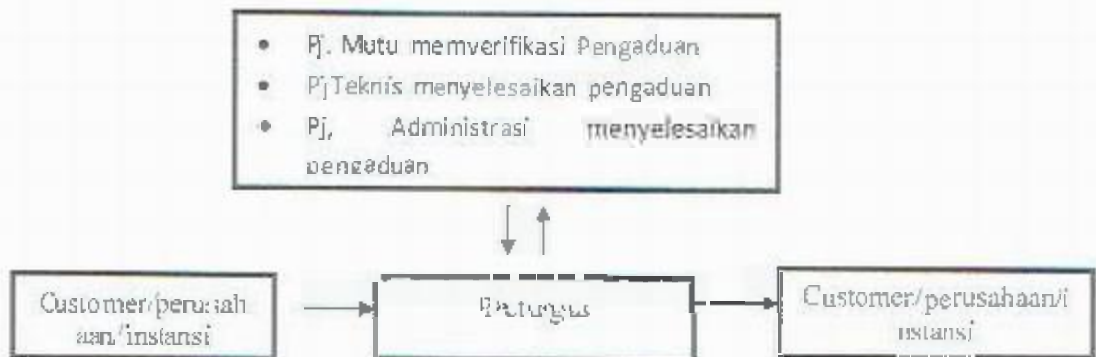 • Pj. Mutu memverifikasi Pengaduan
• PjTeknis menyelesaikan pengaduan
• Pj, Administrasi menyelesaikan
pengaduan
Customer/perusah
aan/instansi
Petugas
Customer/perusahaan/i
nstansi